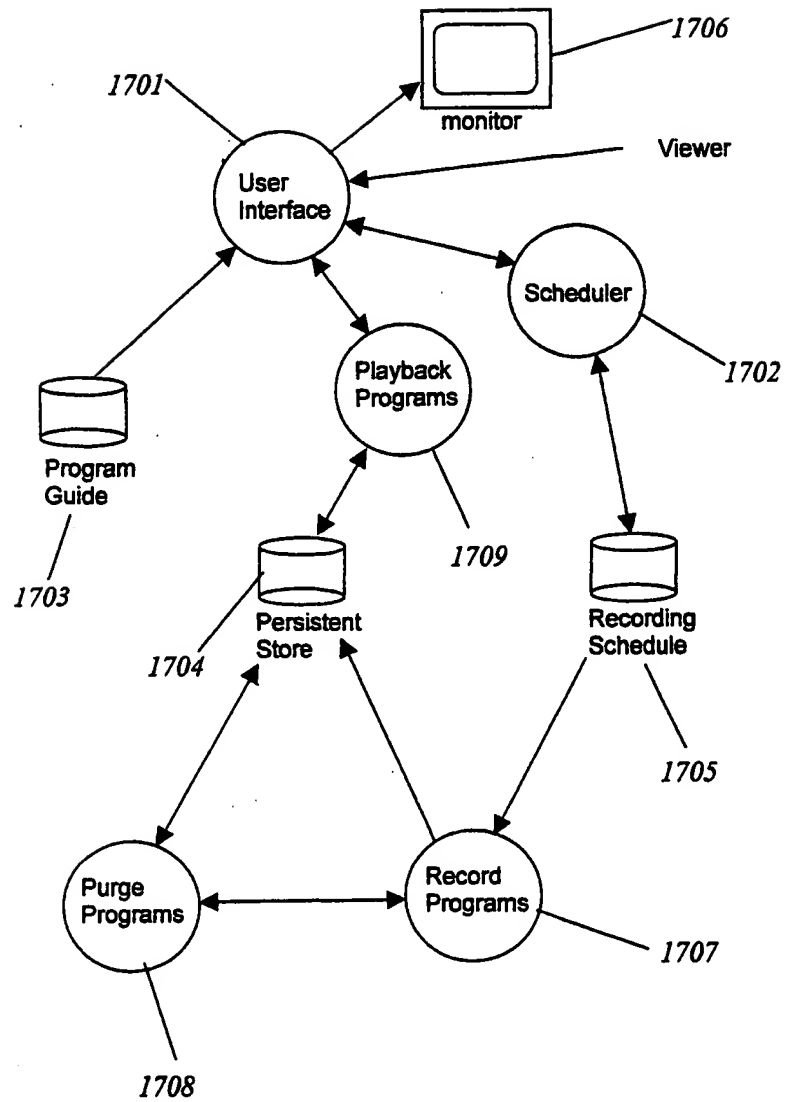 1706
1701
monitor
Viewer
User
Interface
Scheduler
1702
Playback
Programs
Program
Guide
1709
1703
Persistent
Store
Recording
Schedule
1704
1705
Purge
Programs
Record
Programs
1707
1708